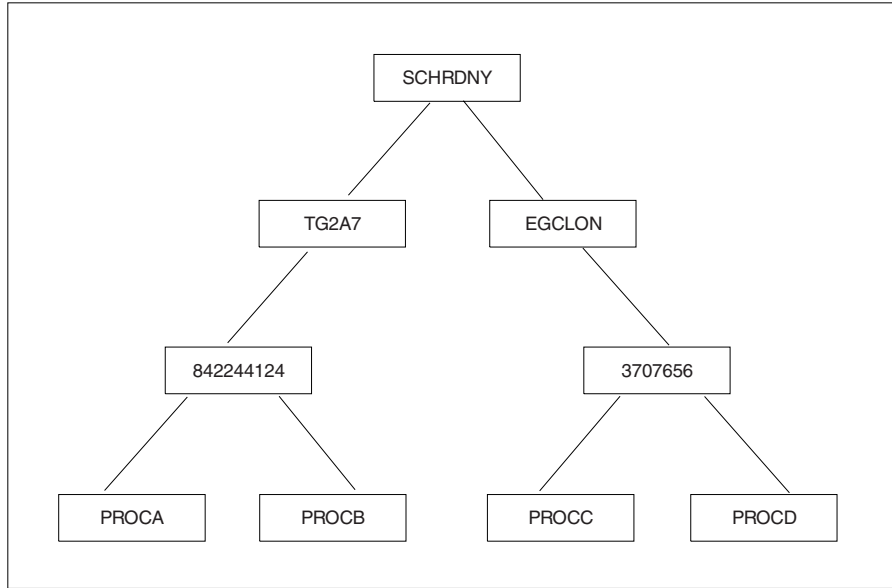 SCHRDNY
TG2A7
EGCLON
842244124
3707656
PROCA
PROCB
PROCC
PROCD